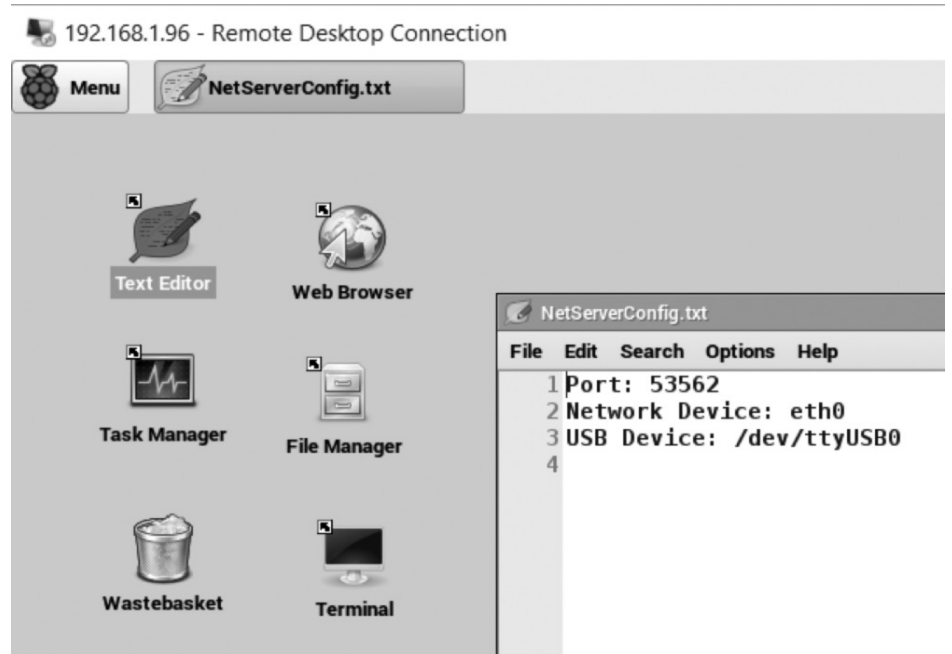 192.168.1.96 - Remote Desktop Connection
Menu
NetServerConfig.txt
Text Editor
Web Browser
Task Manager
File Manager
Wastebasket
Terminal
NetServerConfig.txt
File Edit Search Options Help
1 Port: 53562
2 Network Device: eth0
3 USB Device: /dev/ttyUSB0
4